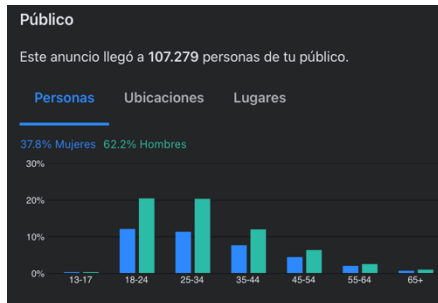 Público
Este anuncio llegó a 107.279 personas de tu público.
Personas Ubicaciones Lugares
37.8% Mujeres 62.2% Hombres
30%
20%
10%
0%
13-17 18-24 25-34 35-44 45-54 55-64 65+